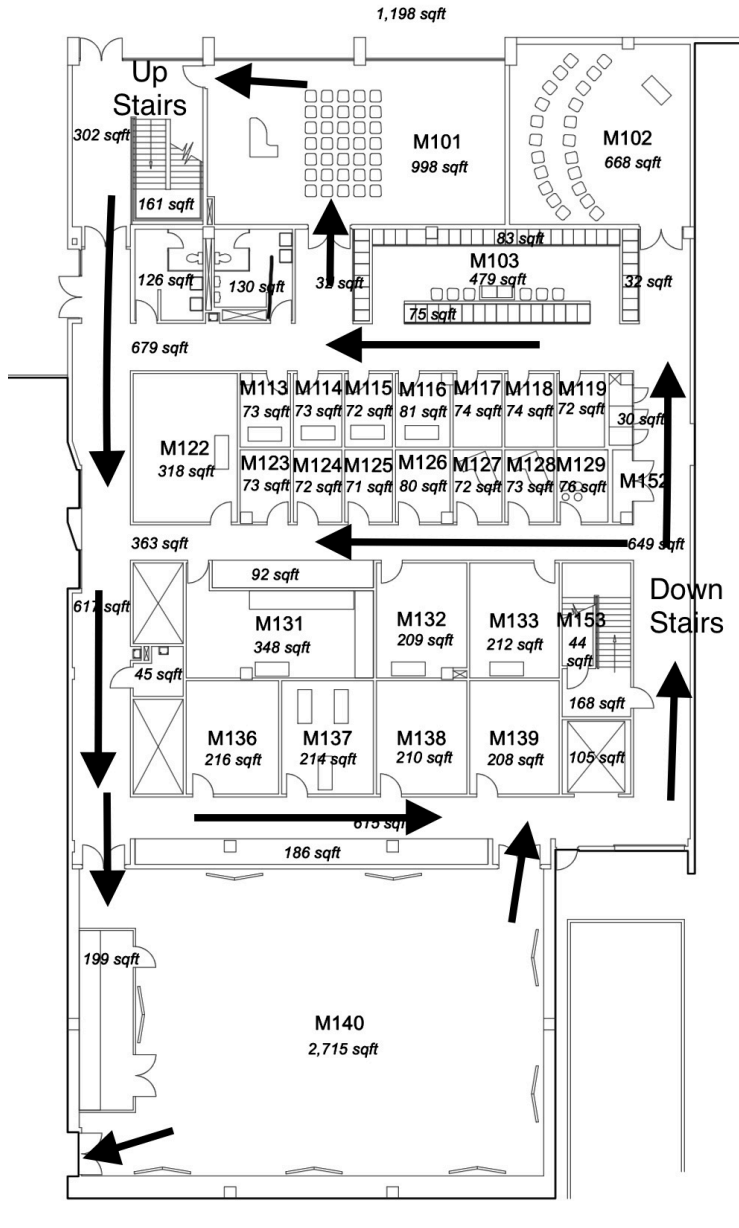 1,198 sqft
Up
Stairs
302 sqft
161 sqft
M101
998 sqft
M102
668 sqft
126 sqft
130 sqft
32 sqft
83 sqft
M103
479 sqft
75 sqft
32 sqft
679 sqft
M113
73 sqft
M114
73 sqft
M115
72 sqft
M116
81 sqft
M117
74 sqft
M118
74 sqft
M119
72 sqft
30 sqft
M122
318 sqft
M123
73 sqft
M124
72 sqft
M125
71 sqft
M126
80 sqft
M127
72 sqft
M128
73 sqft
M129
76 sqft
M152
363 sqft
649 sqft
92 sqft
617 sqft
M131
348 sqft
M132
209 sqft
M133
212 sqft
M153
44
sqft
Down
Stairs
45 sqft
168 sqft
M136
216 sqft
M137
214 sqft
M138
210 sqft
M139
208 sqft
105 sqft
615 sqft
186 sqft
199 sqft
M140
2,715 sqft